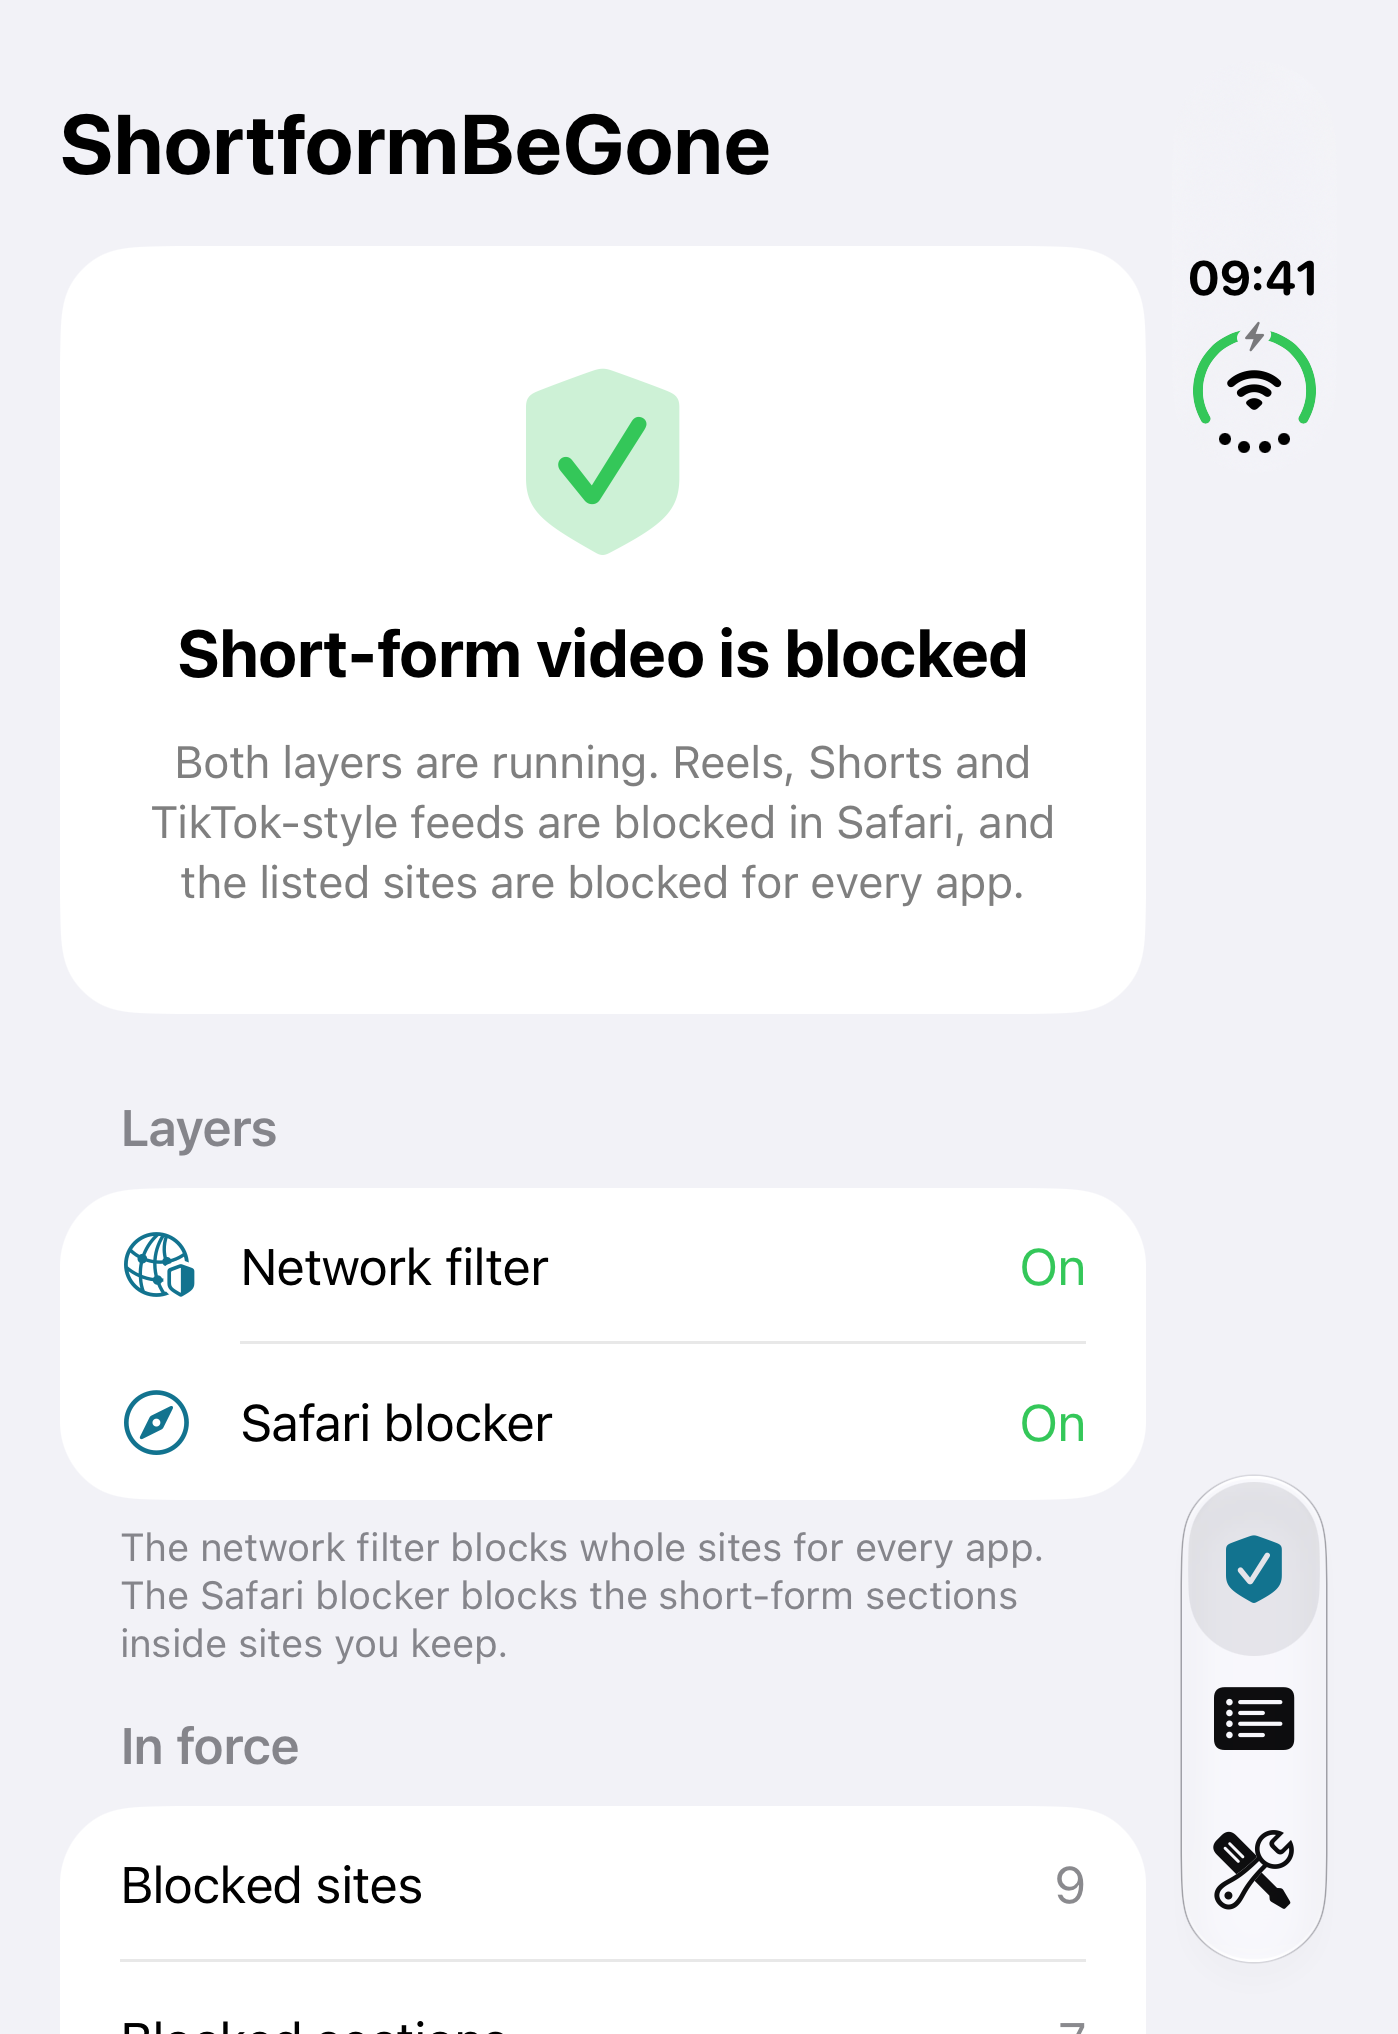 ShortformBeGone
09:41
Short-form video is blocked
Both layers are running. Reels, Shorts and
TikTok-style feeds are blocked in Safari, and
the listed sites are blocked for every app.
Layers
Network filter On
Safari blocker On
The network filter blocks whole sites for every app.
The Safari blocker blocks the short-form sections
inside sites you keep.
In force
Blocked sites 9
Blocked sections 7